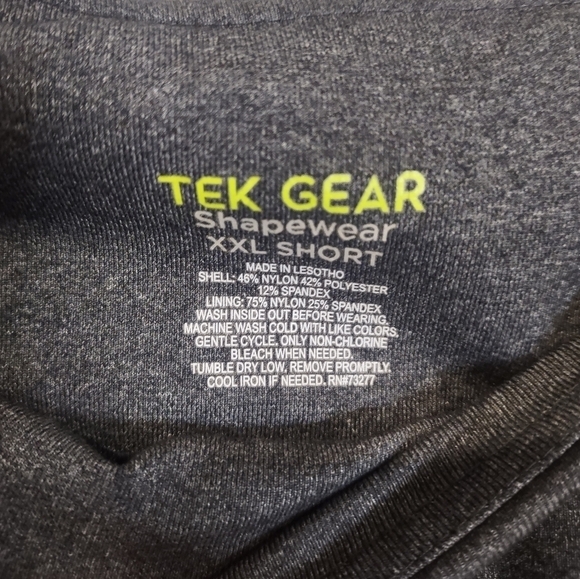 TEK GEAR
Shapewear
XXL SHORT
MADE IN LESOTHO
SHELL: 46% NYLON 42% POLYESTER
12% SPANDEX
LINING: 75% NYLON 25% SPANDEX
WASH INSIDE OUT BEFORE WEARING.
MACHINE WASH COLD WITH LIKE COLORS.
GENTLE CYCLE. ONLY NON-CHLORINE
BLEACH WHEN NEEDED.
TUMBLE DRY LOW, REMOVE PROMPTLY.
COOL IRON IF NEEDED. RN#73277